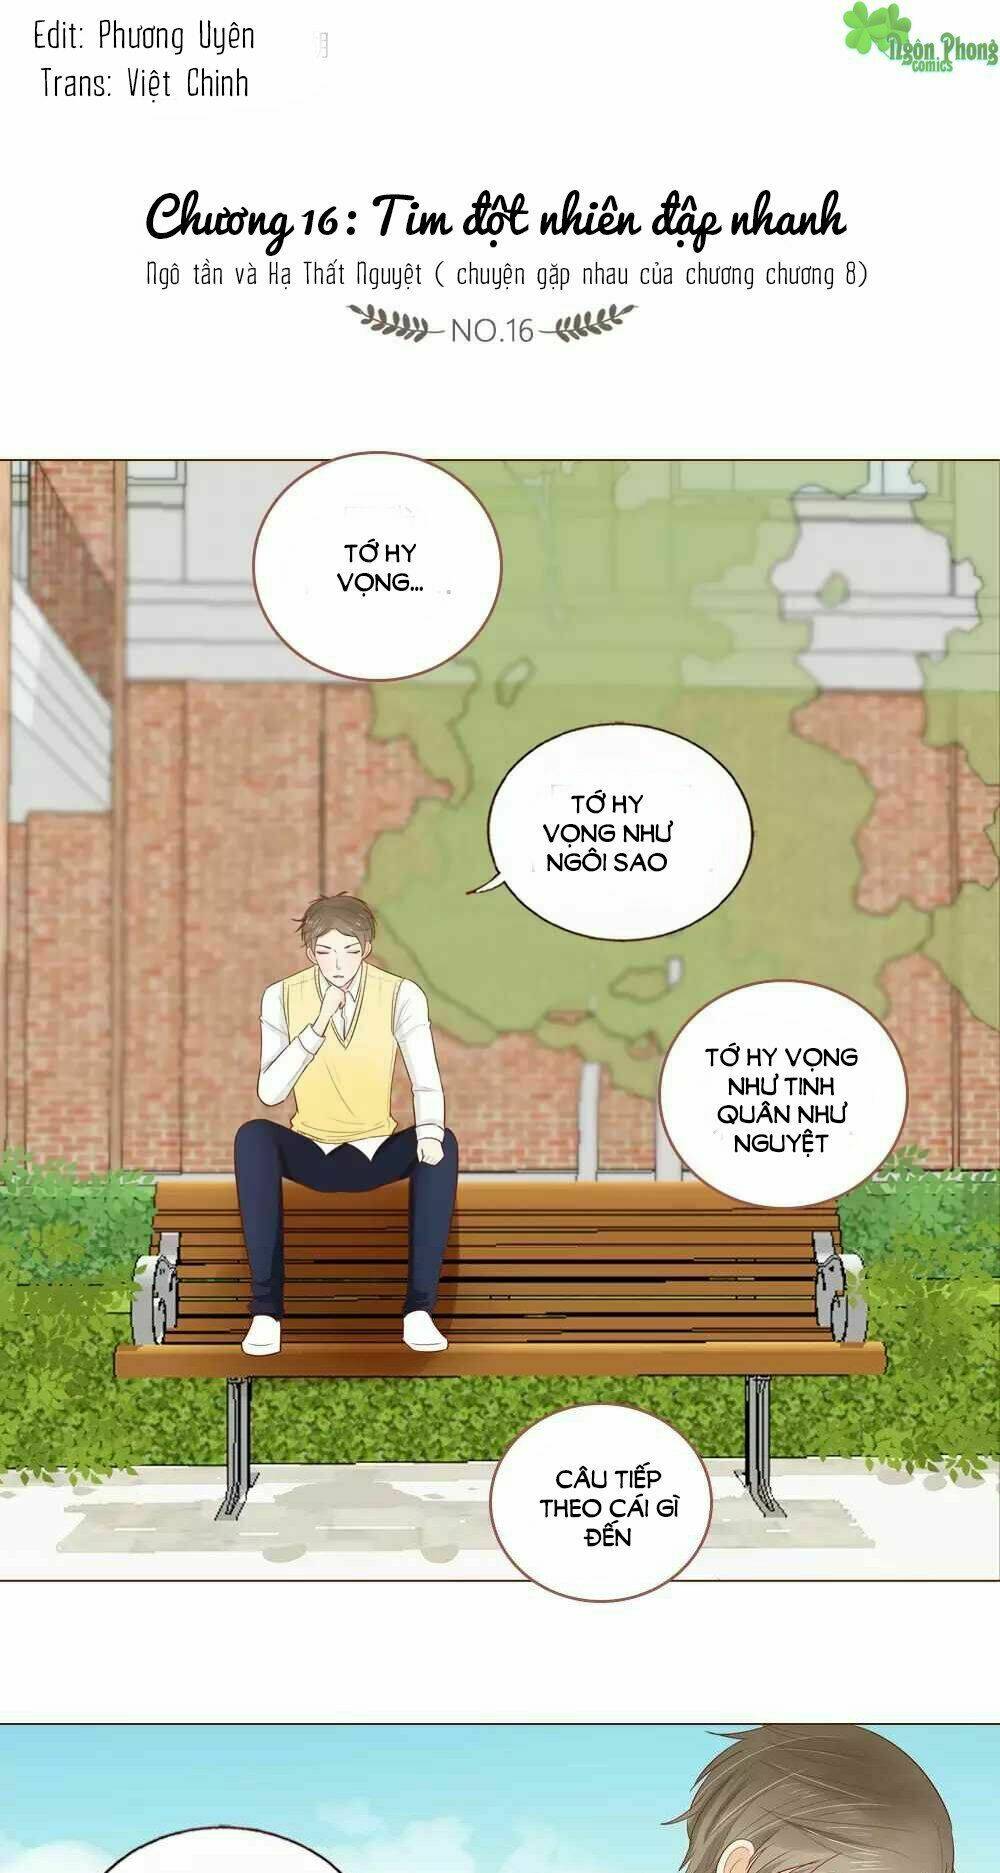 Edit: Phương Uyên
Trans: Việt Chinh
Ngôn Phong
comics
Chương 16: Tim đột nhiên đập nhanh
Ngô tần và Hạ Thất Nguyệt ( chuyện gặp nhau của chương chương 8)
NO.16
TỚ HY
VỌNG...
TỚ HY
VỌNG NHƯ
NGÔI SAO
TỚ HY VỌNG
NHƯ TINH
QUÂN NHƯ
NGUYỆT
CÂU TIẾP
THEO CÁI GÌ
ĐẾN